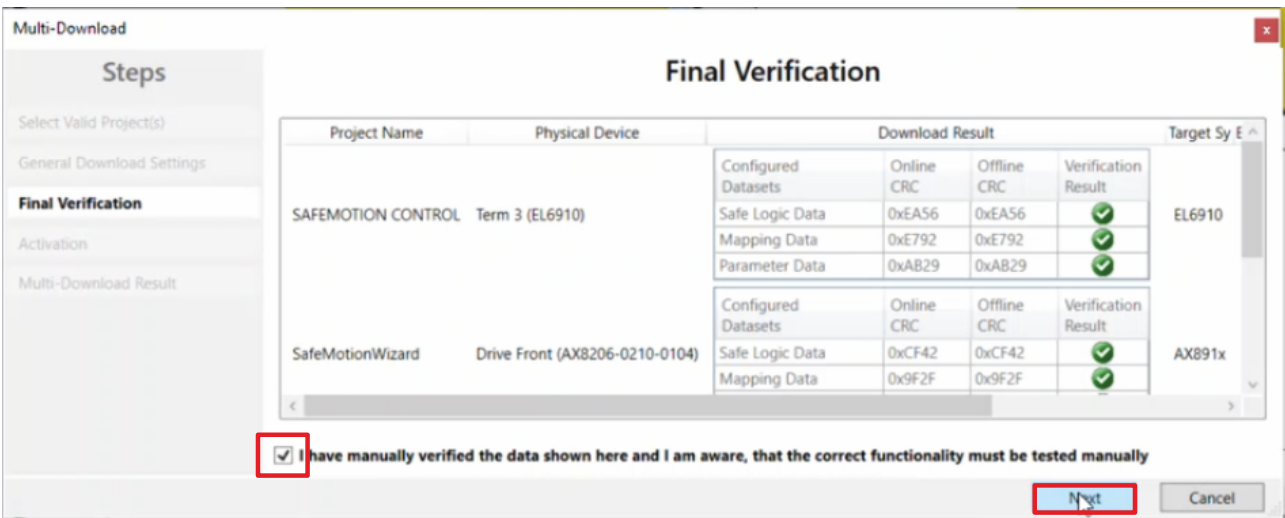 Multi-Download
x
Steps
Final Verification
Select Valid Project(s)
General Download Settings
Final Verification
Activation
Multi-Download Result
Project Name Physical Device Download Result Target Sy E
SAFEMOTION CONTROL Term 3 (EL6910) EL6910
Configured Datasets Online CRC Offline CRC Verification Result
Safe Logic Data 0xEA56 0xEA56
Mapping Data 0xE792 0xE792
Parameter Data 0xAB29 0xAB29
SafeMotionWizard Drive Front (AX8206-0210-0104) AX891x
Configured Datasets Online CRC Offline CRC Verification Result
Safe Logic Data 0xCF42 0xCF42
Mapping Data 0x9F2F 0x9F2F
I have manually verified the data shown here and I am aware, that the correct functionality must be tested manually
Next Cancel